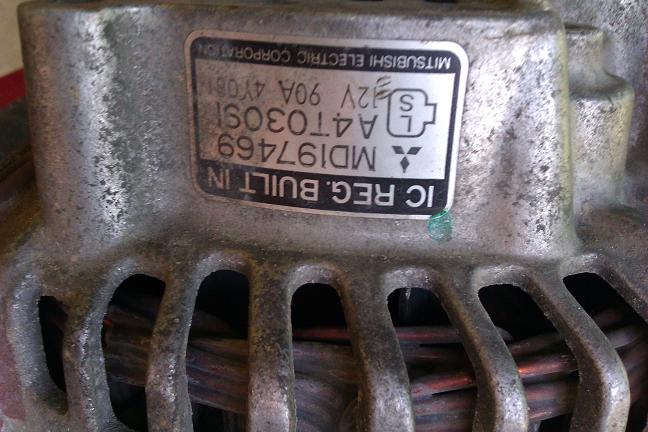 IC REG. BUILT IN
MD197469
A4T03091
L
S
12V 90A
MITSUBISHI ELECTRIC CORPORATION